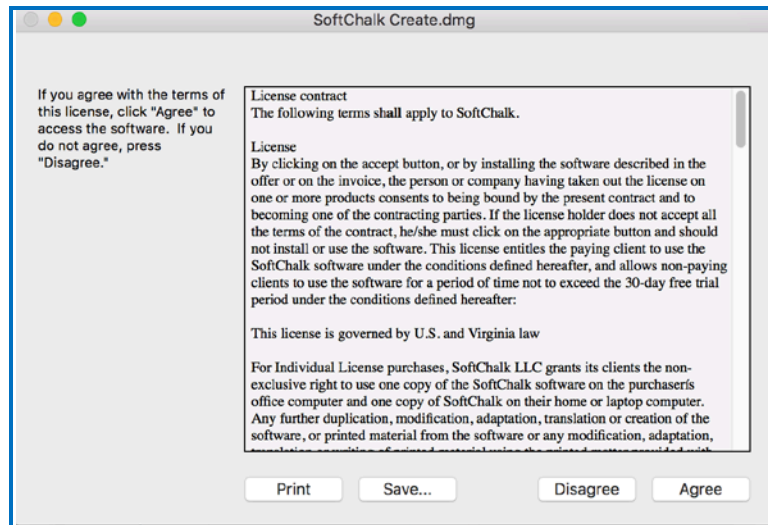 SoftChalk Create.dmg
If you agree with the terms of
this license, click "Agree" to
access the software. If you
do not agree, press
"Disagree."
License contract
The following terms shall apply to SoftChalk.
License
By clicking on the accept button, or by installing the software described in the
offer or on the invoice, the person or company having taken out the license on
one or more products consents to being bound by the present contract and to
becoming one of the contracting parties. If the license holder does not accept all
the terms of the contract, he/she must click on the appropriate button and should
not install or use the software. This license entitles the paying client to use the
SoftChalk software under the conditions defined hereafter, and allows non-paying
clients to use the software for a period of time not to exceed the 30-day free trial
period under the conditions defined hereafter:
This license is governed by U.S. and Virginia law
For Individual License purchases, SoftChalk LLC grants its clients the non-
exclusive right to use one copy of the SoftChalk software on the purchaserís
office computer and one copy of SoftChalk on their home or laptop computer.
Any further duplication, modification, adaptation, translation or creation of the
software, or printed material from the software or any modification, adaptation,
Print
Save...
Disagree
Agree